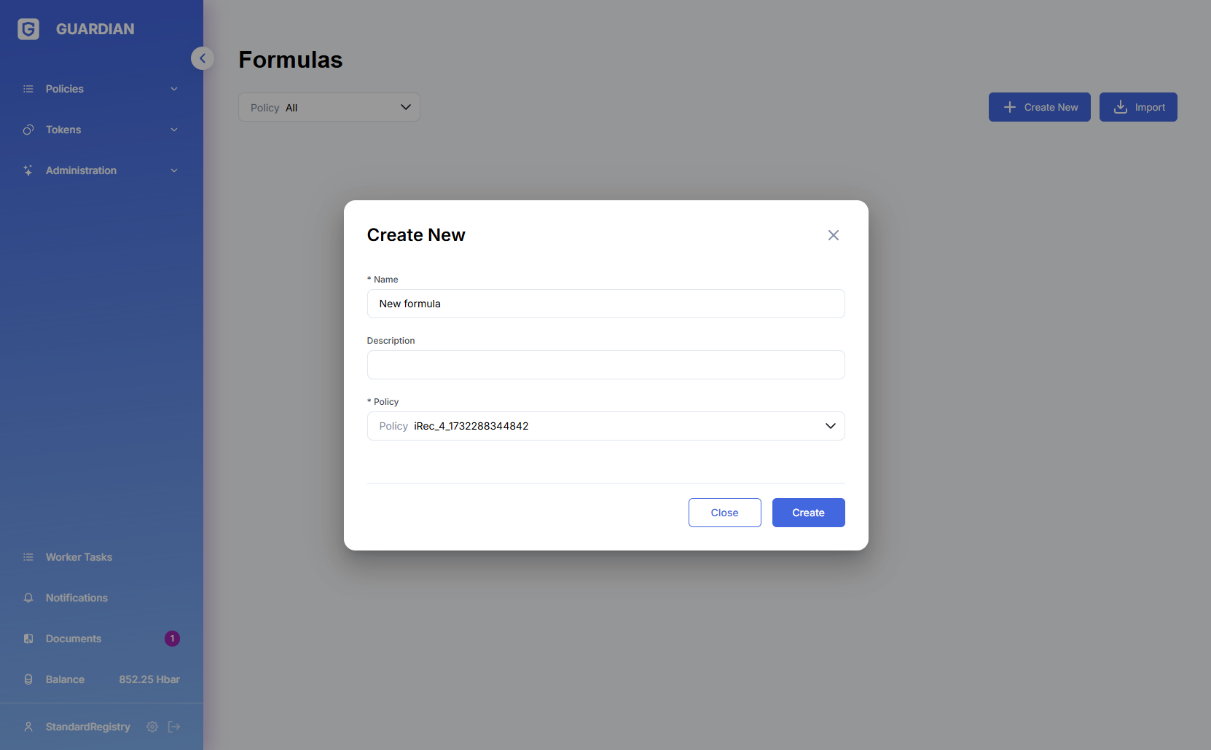 GUARDIAN
Policies
Tokens
Administration
Worker Tasks
Notifications
Documents 1
Balance 852.25 Hbar
StandardRegistry
Formulas
Policy All
Create New
Import
Create New
* Name
New formula
Description
* Policy
Policy iRec_4_1732288344842
Close
Create